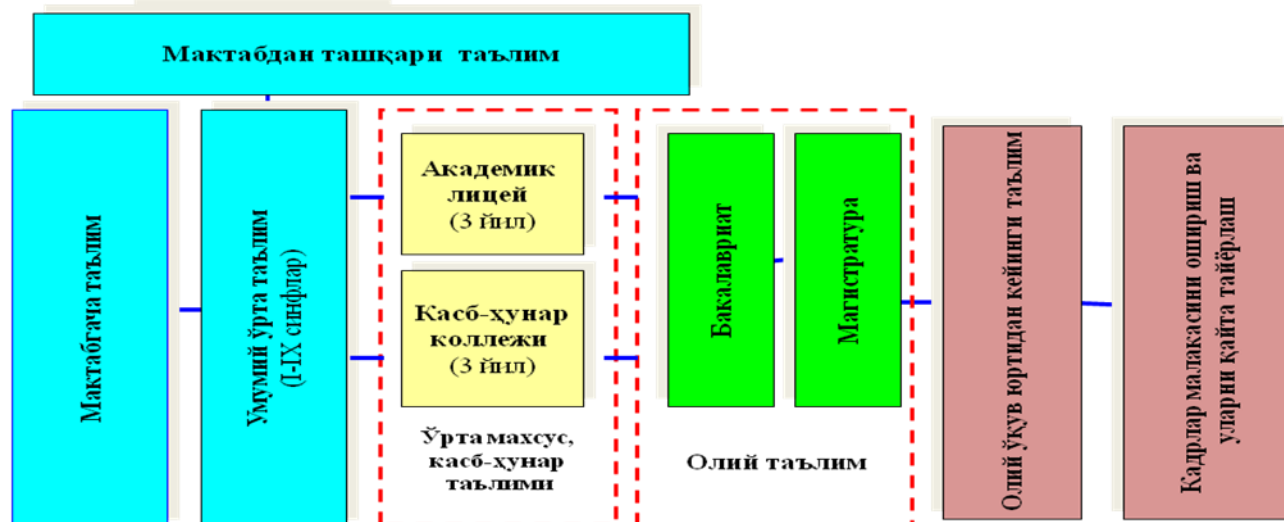 Мактабдан ташқари таълим
Мактабгача таълим
Умумий ўрта таълим
(I-IX синфлар)
Академик
лицей
(3 йил)
Касб-ҳунар
коллежи
(3 йил)
Ўрта махсус,
касб-ҳунар
таълими
Бакалавриат
Магистратура
Олий таълим
Олий ўқув юртидан кейинги таълим
Кадрлар малакасини ошириш ва
уларни қайта тайёрлаш